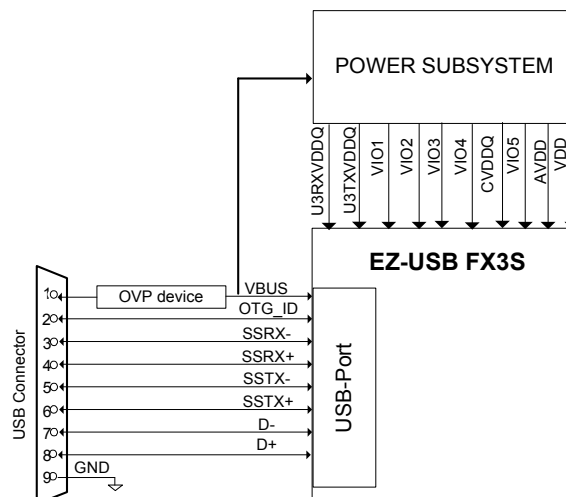 POWER SUBSYSTEM
U3RXVDDQ
U3TXVDDQ
VIO1
VIO2
VIO3
VIO4
CVDDQ
VIO5
AVDD
VDD
EZ-USB FX3S
USB Connector
1
OVP device
VBUS
2
OTG_ID
3
SSRX-
4
SSRX+
5
SSTX-
6
SSTX+
7
D-
8
D+
9
GND
USB-Port